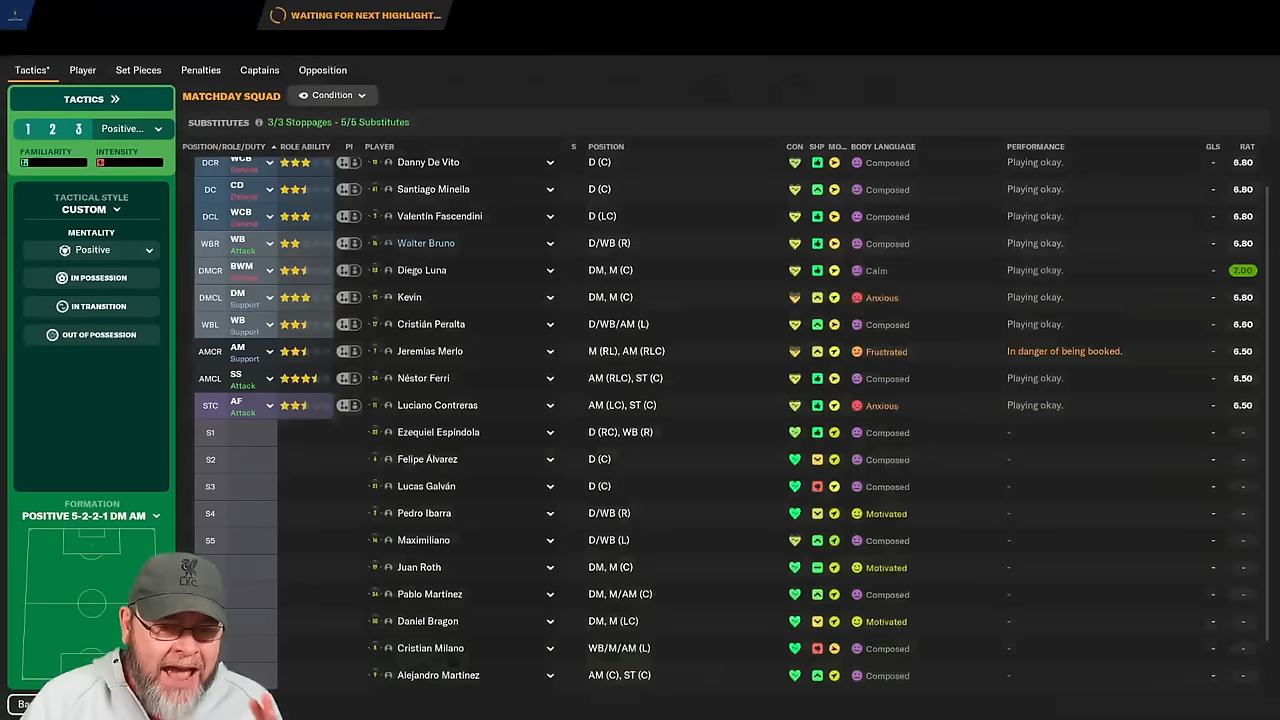 WAITING FOR NEXT HIGHLIGHT...
Tactics* Player Set Pieces Penalties Captains Opposition
TACTICS
1 2 3 Positive...
FAMILIARITY INTENSITY
TACTICAL STYLE
CUSTOM
MENTALITY
Positive
IN POSSESSION
IN TRANSITION
OUT OF POSSESSION
FORMATION
POSITIVE 5-2-2-1 DM AM
Ba
MATCHDAY SQUAD Condition
SUBSTITUTES 3/3 Stoppages - 5/5 Substitutes
POSITION/ROLE/DUTY ROLE ABILITY PI PLAYER S POSITION CON SHP MO... BODY LANGUAGE PERFORMANCE GLS RAT
DCR WCB Defend Danny De Vito D (C) Composed Playing okay. - 6.80
DC CD Defend Santiago Minella D (C) Composed Playing okay. - 6.80
DCL WCB Defend Valentín Fascendini D (LC) Composed Playing okay. - 6.80
WBR WB Attack Walter Bruno D/WB (R) Composed Playing okay. - 6.80
DMCR BWM Diego Luna DM, M (C) Calm Playing okay. - 7.00
DMCL DM Support Kevin DM, M (C) Anxious Playing okay. - 6.80
WBL WB Support Cristián Peralta D/WB/AM (L) Composed Playing okay. - 6.60
AMCR AM Support Jeremías Merlo M (RL), AM (RLC) Frustrated In danger of being booked. - 6.50
AMCL SS Attack Néstor Ferri AM (RLC), ST (C) Composed Playing okay. - 6.50
STC AF Attack Luciano Contreras AM (LC), ST (C) Anxious Playing okay. - 6.50
S1 Ezequiel Espíndola D (RC), WB (R) Composed - - -
S2 Felipe Álvarez D (C) Composed - - -
S3 Lucas Galván D (C) Composed - - -
S4 Pedro Ibarra D/WB (R) Motivated - - -
S5 Maximiliano D/WB (L) Composed - - -
Juan Roth DM, M (C) Motivated - - -
Pablo Martínez DM, M/AM (C) Composed - - -
Daniel Bragon DM, M (LC) Motivated - - -
Cristian Milano WB/M/AM (L) Composed - - -
Alejandro Martínez AM (C), ST (C) Composed - - -
L.F.C.